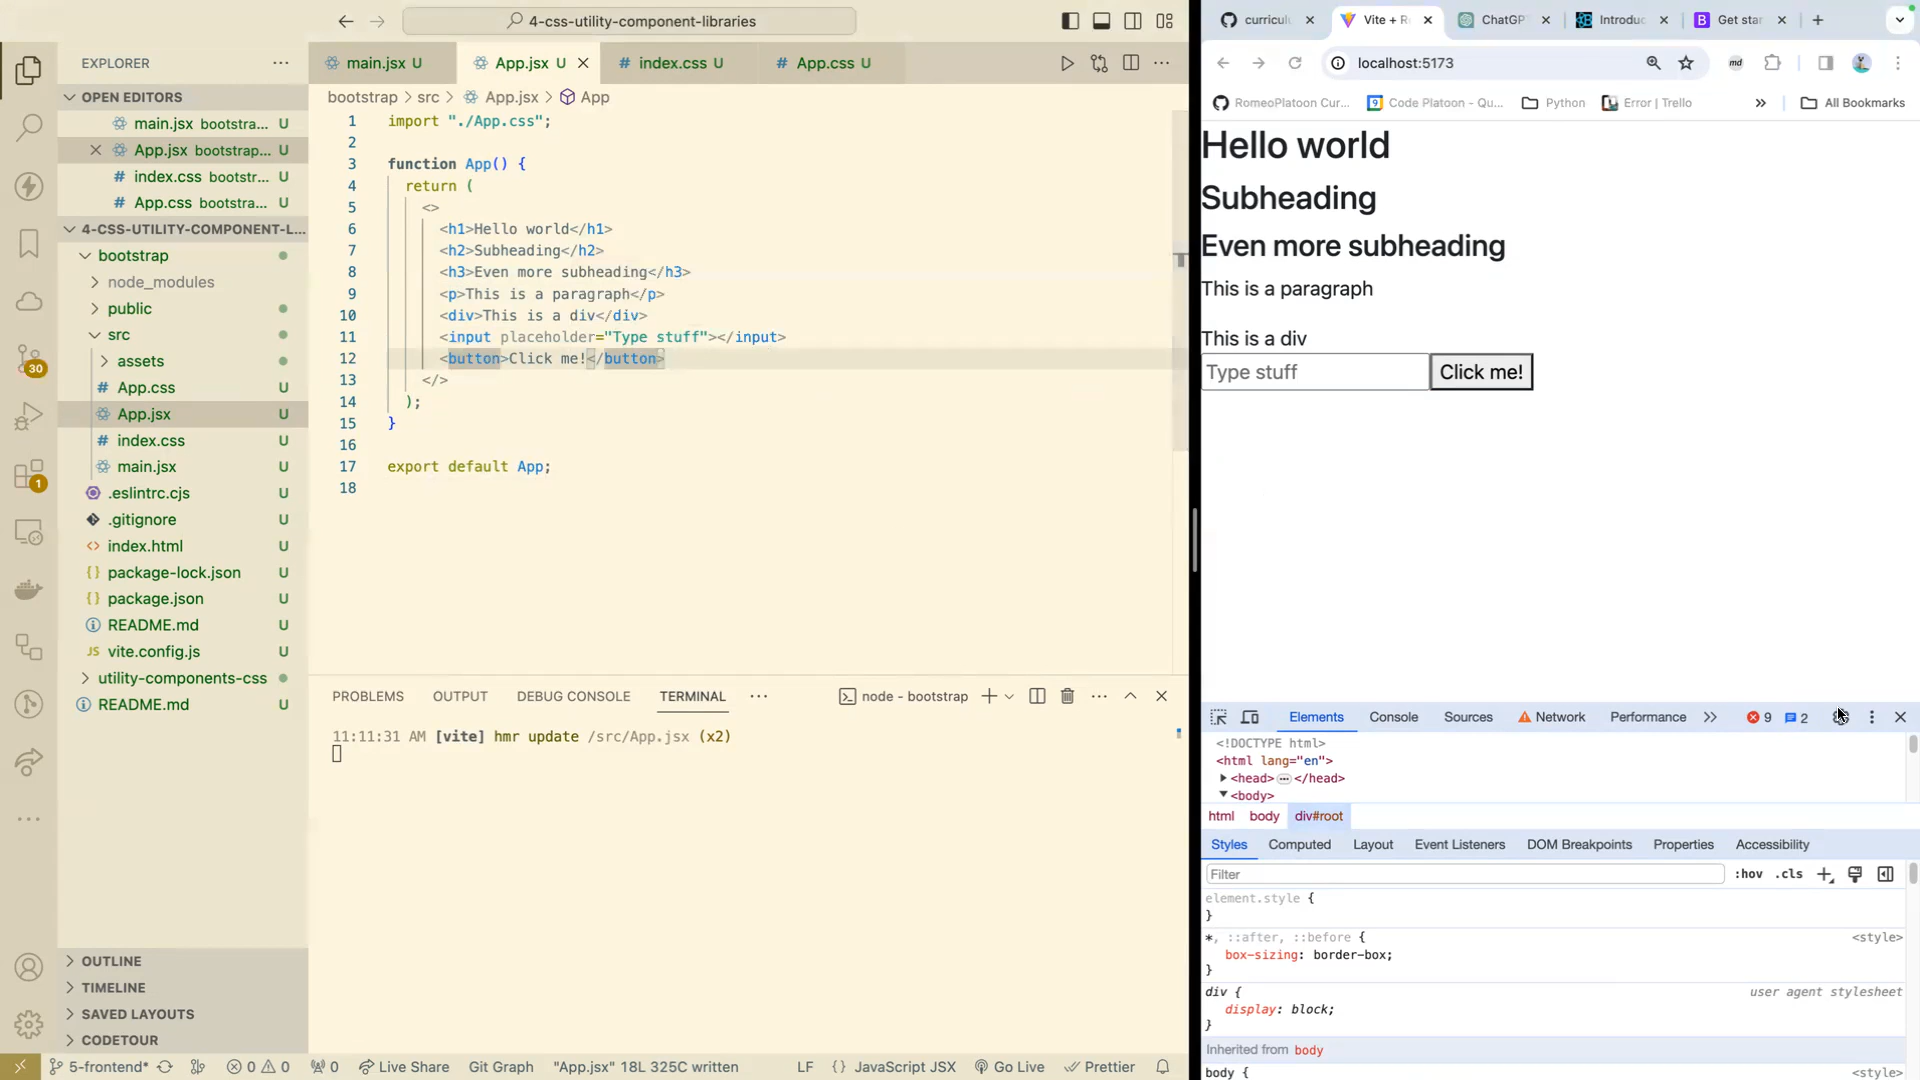 4-css-utility-component-libraries
EXPLORER
OPEN EDITORS
main.jsx bootstra... U
App.jsx bootstrap... U
index.css bootstr... U
App.css bootstra... U
4-CSS-UTILITY-COMPONENT-L...
bootstrap
node_modules
public
src
assets
App.css U
App.jsx U
index.css U
main.jsx U
.eslintrc.cjs U
.gitignore U
index.html U
package-lock.json U
package.json U
README.md U
vite.config.js U
utility-components-css
README.md U
30
1
OUTLINE
TIMELINE
SAVED LAYOUTS
CODETOUR
main.jsx U
App.jsx U
index.css U
App.css U
bootstrap > src > App.jsx > App
1 import "./App.css";
2
3 function App() {
4 return (
5 <>
6 <h1>Hello world</h1>
7 <h2>Subheading</h2>
8 <h3>Even more subheading</h3>
9 <p>This is a paragraph</p>
10 <div>This is a div</div>
11 <input placeholder="Type stuff"></input>
12 <button>Click me!</button>
13 </>
14 );
15 }
16
17 export default App;
18
PROBLEMS OUTPUT DEBUG CONSOLE TERMINAL ... node - bootstrap
11:11:31 AM [vite] hmr update /src/App.jsx (x2)
5-frontend* 0 0 0 Live Share Git Graph "App.jsx" 18L 325C written LF {} JavaScript JSX Go Live Prettier
curricul Vite + R ChatGP Introduc Get star
localhost:5173
md
RomeoPlatoon Cur... Code Platoon - Qu... Python Error | Trello All Bookmarks
Hello world
Subheading
Even more subheading
This is a paragraph
This is a div
Type stuff Click me!
Elements Console Sources Network Performance 9 2
<!DOCTYPE html>
<html lang="en">
<head> ... </head>
<body>
html body div#root
Styles Computed Layout Event Listeners DOM Breakpoints Properties Accessibility
Filter :hov .cls
element.style {
}
*, ::after, ::before { <style>
box-sizing: border-box;
}
div { user agent stylesheet
display: block;
}
Inherited from body
body { <style>